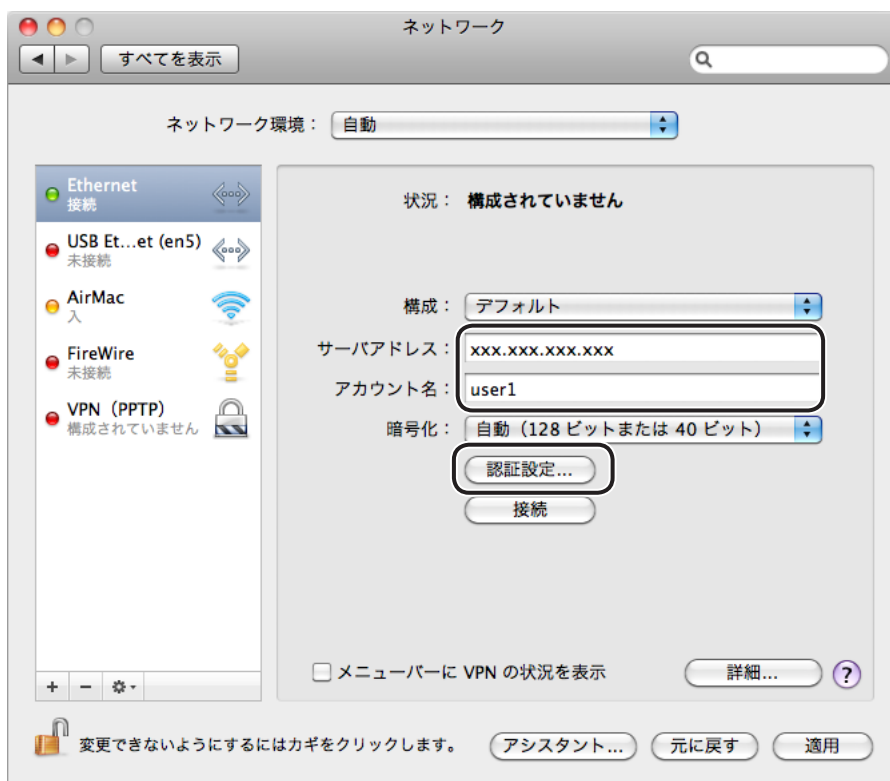 ネットワーク
すべてを表示
ネットワーク環境： 自動
Ethernet
接続
USB Et...et (en5)
未接続
AirMac
入
FireWire
未接続
VPN（PPTP）
構成されていません
状況： 構成されていません
構成： デフォルト
サーバアドレス： xxx.xxx.xxx.xxx
アカウント名： user1
暗号化： 自動（128 ビットまたは 40 ビット）
認証設定...
接続
メニューバーに VPN の状況を表示
詳細... ?
変更できないようにするにはカギをクリックします。
アシスタント... 元に戻す 適用